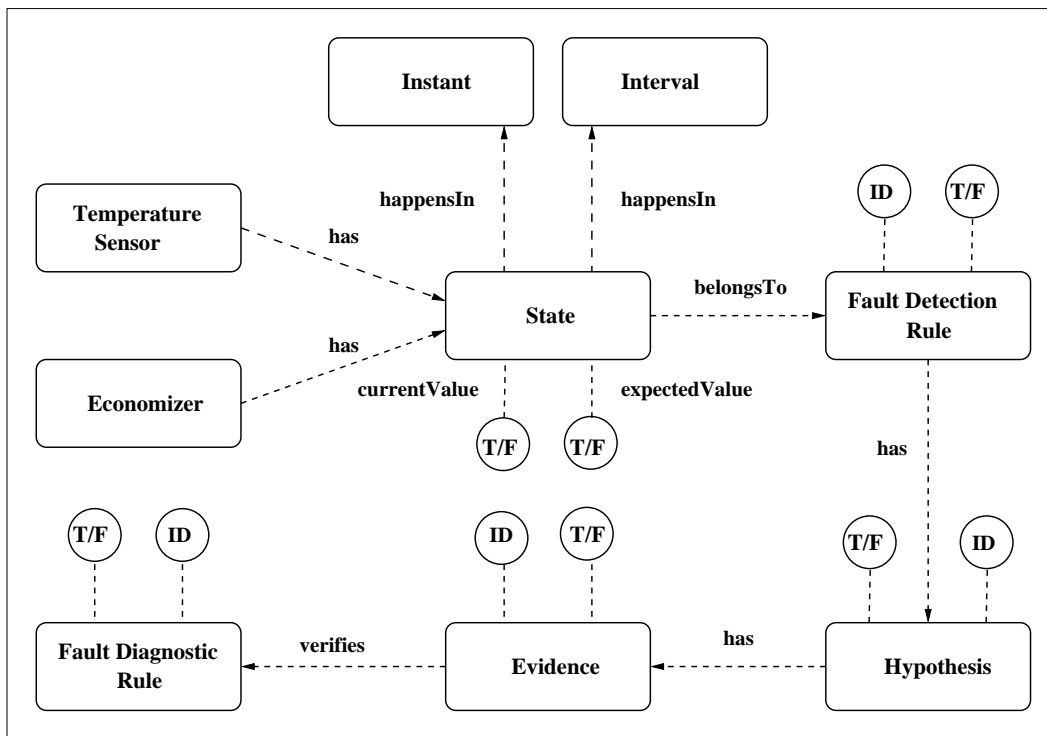 Instant
Interval
happensIn
happensIn
ID
T/F
Temperature
Sensor
has
belongsTo
State
Fault Detection
Rule
has
Economizer
currentValue
expectedValue
T/F
T/F
has
T/F
ID
ID
T/F
T/F
ID
Fault Diagnostic
Rule
verifies
Evidence
has
Hypothesis